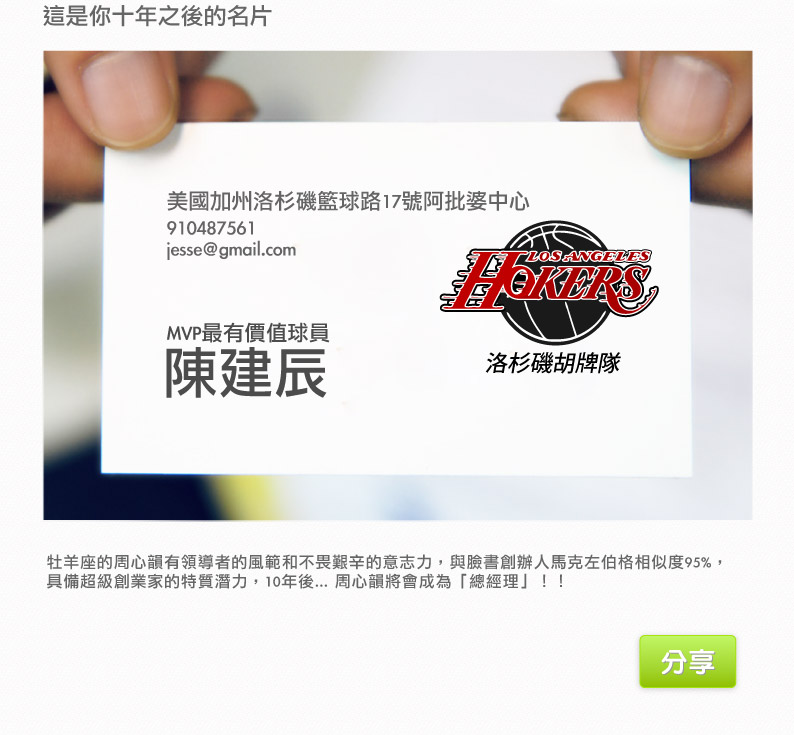 這是你十年之後的名片
美國加州洛杉磯籃球路17號阿批婆中心
910487561
jesse@gmail.com
LOS ANGELES
HOKERS
洛杉磯胡牌隊
MVP最有價值球員
陳建辰
牡羊座的周心韻有領導者的風範和不畏艱辛的意志力，與臉書創辦人馬克左伯格相似度95%，
具備超級創業家的特質潛力，10年後... 周心韻將會成為「總經理」！！
分享